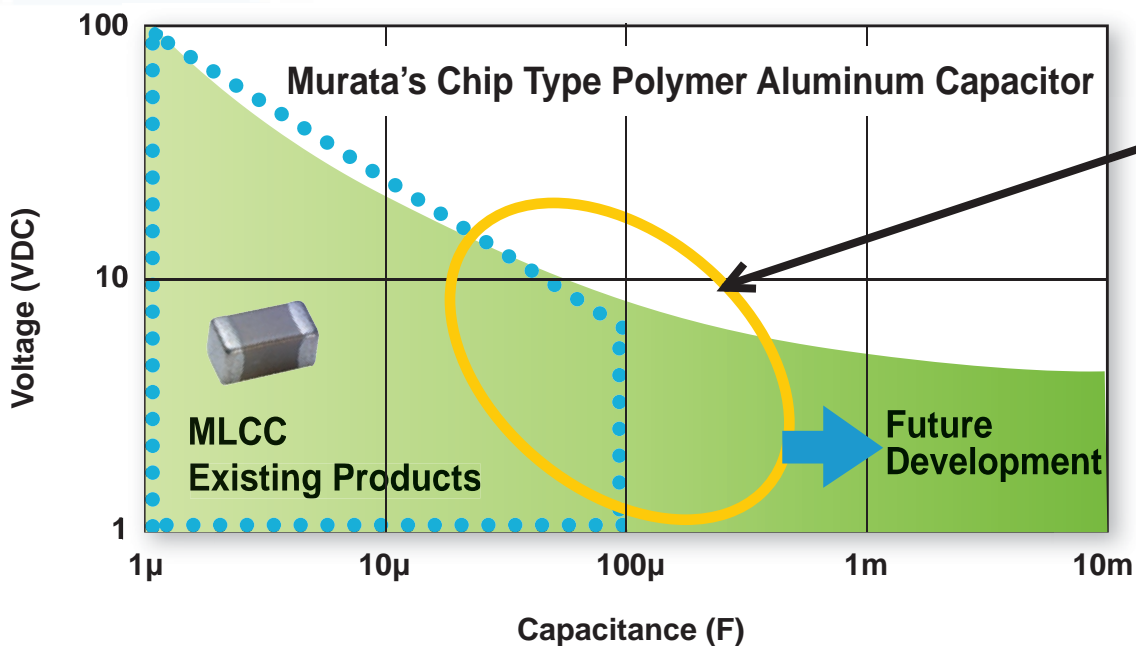 100
Murata's Chip Type Polymer Aluminum Capacitor
Voltage (VDC)
10
MLCC
Existing Products
Future
Development
1
1μ
10μ
100μ
1m
10m
Capacitance (F)